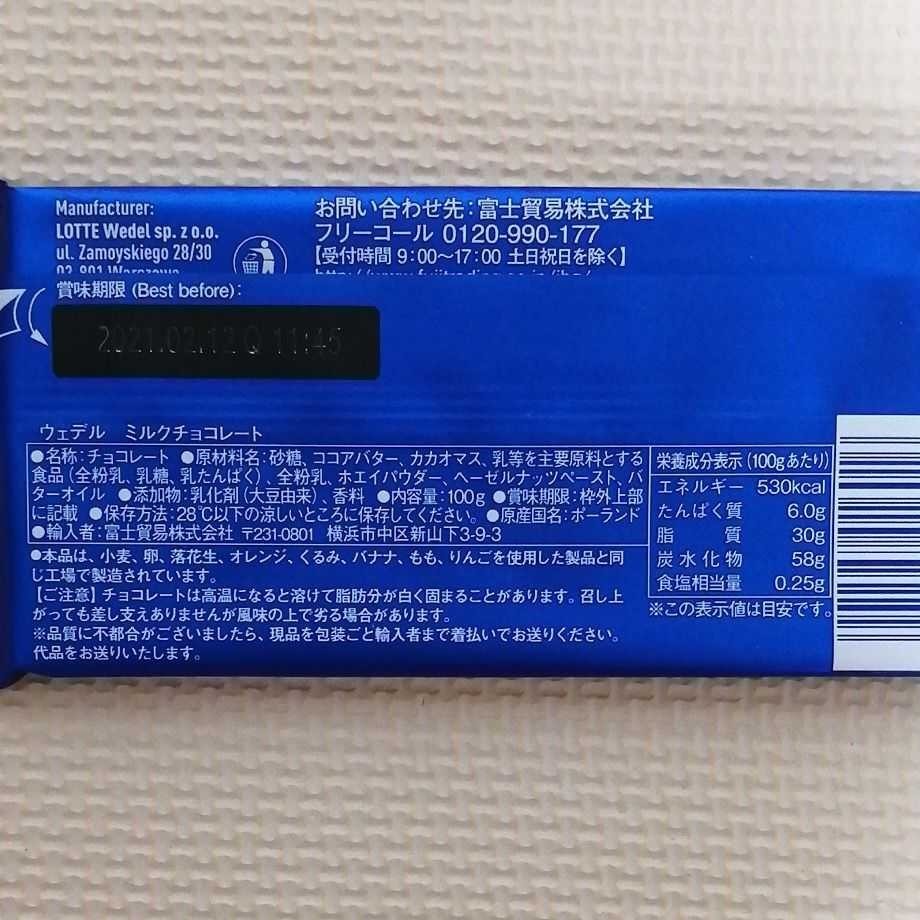 Manufacturer:
LOTTE Wedel sp. z o.o.
ul. Zamoyskiego 28/30
お問い合わせ先：富士貿易株式会社
フリーコール 0120-990-177
【受付時間 9：00～17：00 土日祝日を除く】
賞味期限 (Best before):
2021.02.12 Q 11:46
ウェデル　ミルクチョコレート
●名称：チョコレート ●原材料名：砂糖、ココアバター、カカオマス、乳等を主要原料とする
食品（全粉乳、乳糖、乳たんぱく）、全粉乳、ホエイパウダー、ヘーゼルナッツペースト、バ
ターオイル ●添加物：乳化剤（大豆由来）、香料 ●内容量：100g ●賞味期限：枠外上部
に記載 ●保存方法：28℃以下の涼しいところに保存してください。●原産国名：ポーランド
●輸入者：富士貿易株式会社 〒231-0801 横浜市中区新山下3-9-3
●本品は、小麦、卵、落花生、オレンジ、くるみ、バナナ、もも、りんごを使用した製品と同
じ工場で製造されています。
【ご注意】チョコレートは高温になると溶けて脂肪分が白く固まることがあります。召し上
がっても差し支えありませんが風味の上で劣る場合があります。
※品質に不都合がございましたら、現品を包装ごと輸入者まで着払いでお送りください。
代品をお送りいたします。
栄養成分表示（100gあたり）
エネルギー 530kcal
たんぱく質 6.0g
脂質 30g
炭水化物 58g
食塩相当量 0.25g
※この表示値は目安です。